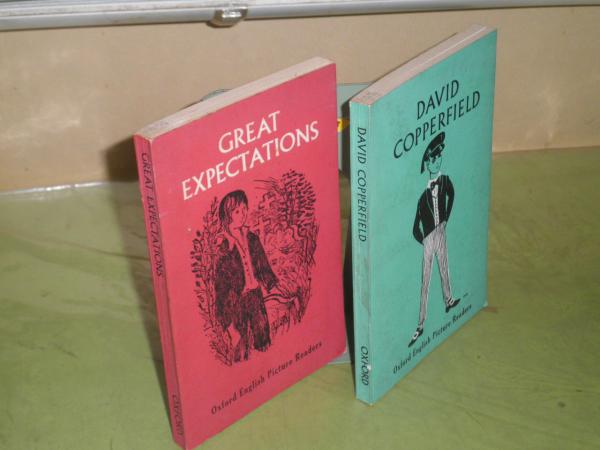 GREAT
EXPECTATIONS
Oxford English Picture Readers
GREAT EXPECTATIONS
OXFORD
DAVID
COPPERFIELD
Oxford English Picture Readers
DAVID COPPERFIELD
OXFORD